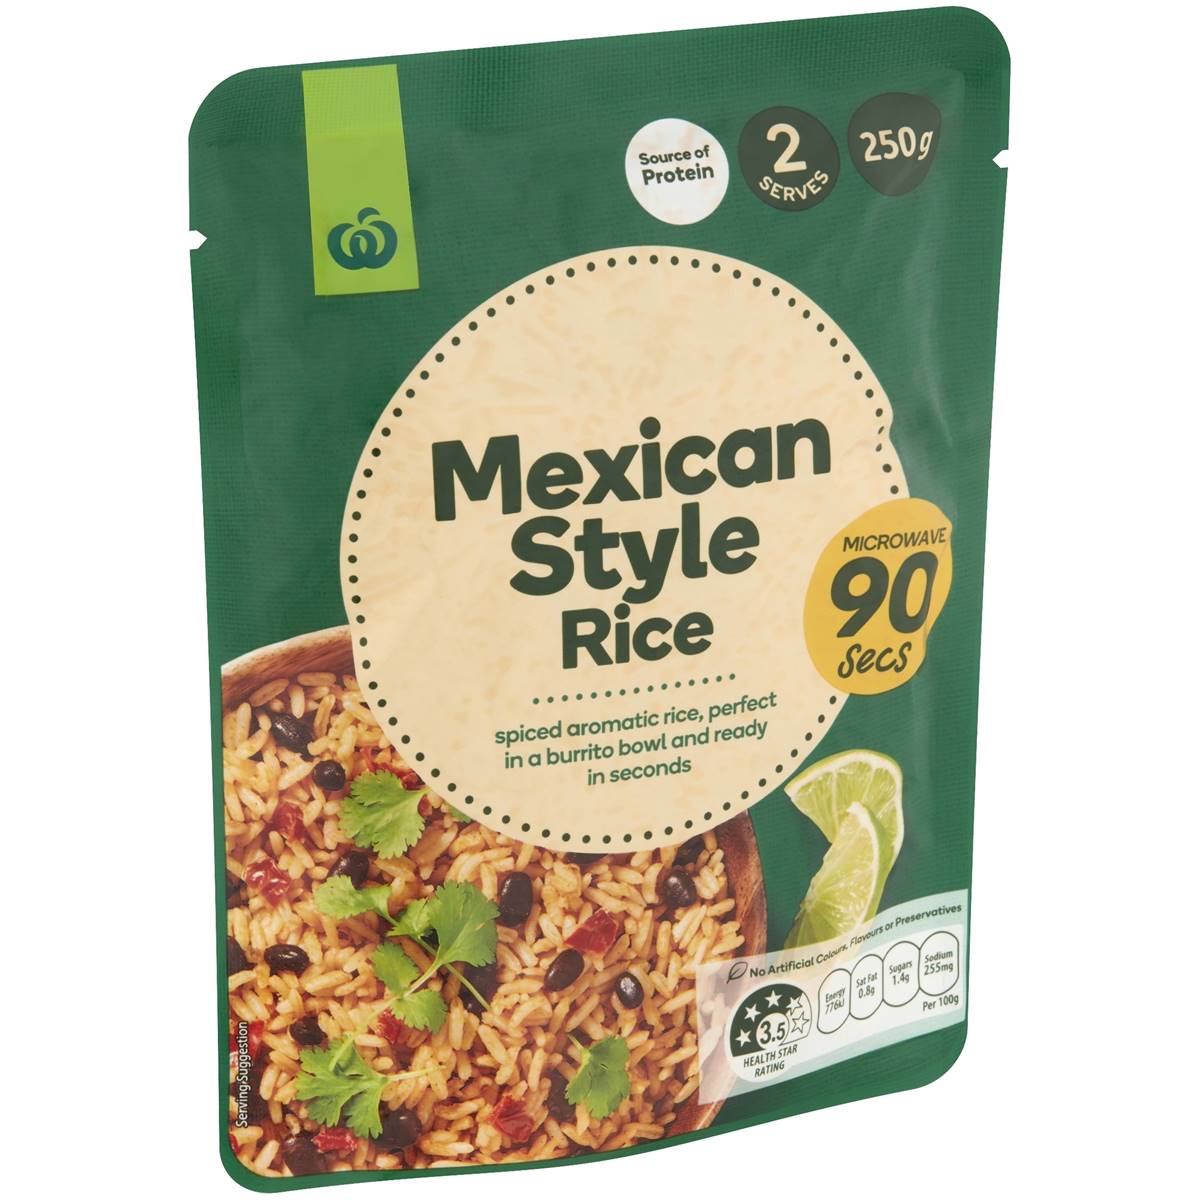 Source of
Protein
2
SERVES
250g
Mexican
Style
Rice
MICROWAVE
90
secs
spiced aromatic rice, perfect
in a burrito bowl and ready
in seconds
No Artificial Colours, Flavours or Preservatives
3.5
HEALTH STAR
RATING
Energy
776kJ
Sat Fat
0.8g
Sugars
1.4g
Sodium
255mg
Per 100g
Serving Suggestion